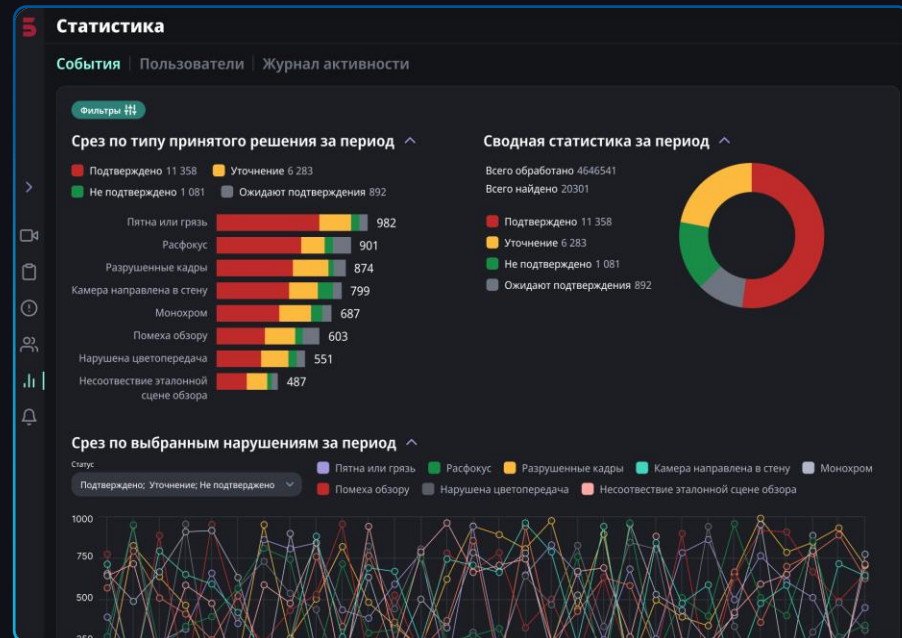 Статистика
События | Пользователи | Журнал активности
Фильтры
Срез по типу принятого решения за период
Подтверждено 11 358 Уточнение 6 283
Не подтверждено 1 081 Ожидают подтверждения 892
Пятна или грязь 982
Расфокус 901
Разрушенные кадры 874
Камера направлена в стену 799
Монохром 687
Помеха обзору 603
Нарушена цветопередача 551
Несоотвествие эталонной
сцене обзора 487
Сводная статистика за период
Всего обработано 4646541
Всего найдено 20301
Подтверждено 11 358
Уточнение 6 283
Не подтверждено 1 081
Ожидают подтверждения 892
Срез по выбранным нарушениям за период
Статус
Подтверждено; Уточнение; Не подтверджено
Пятна или грязь Расфокус Разрушенные кадры Камера направлена в стену Монохром
Помеха обзору Нарушена цветопередача Несоотвествие эталонной сцене обзора
1000
750
500
250